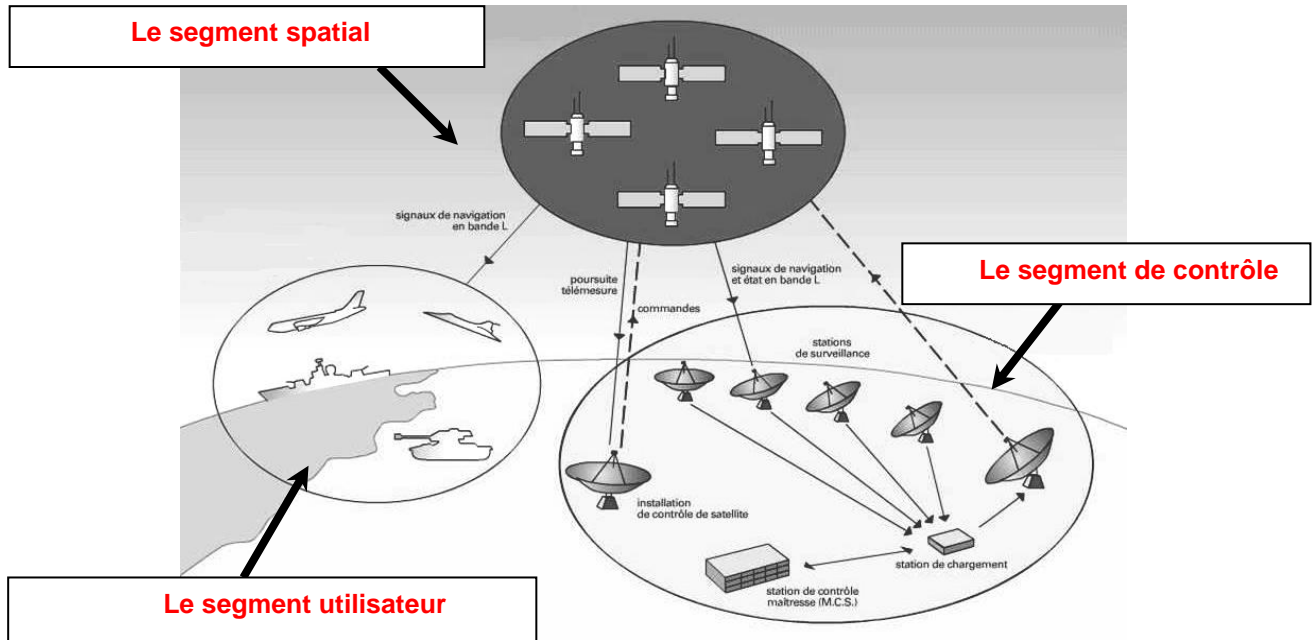 Le segment spatial
signaux de navigation
en bande L
poursuite
télémesure
commandes
signaux de navigation
et état en bande L
Le segment de contrôle
stations
de surveillance
installation
de contrôle de satellite
station de chargement
station de contrôle
maîtresse (M.C.S.)
Le segment utilisateur